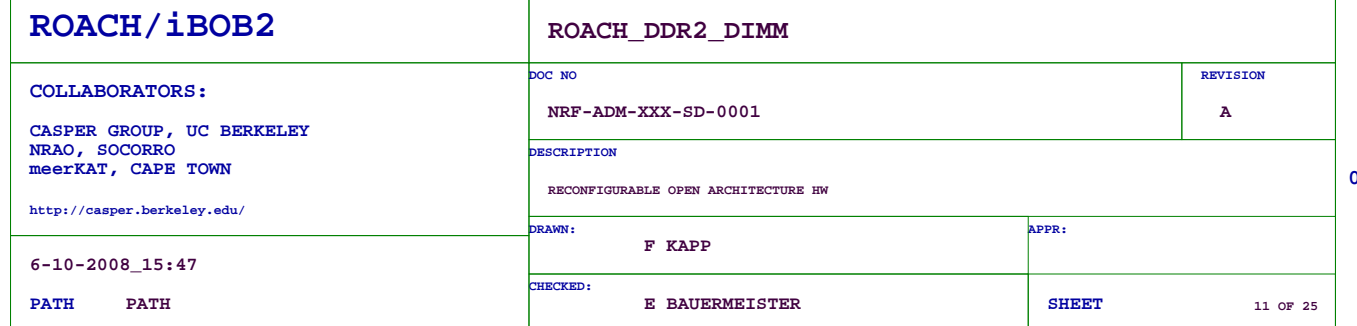 ROACH/iBOB2
ROACH_DDR2_DIMM
COLLABORATORS:
CASPER GROUP, UC BERKELEY
NRAO, SOCORRO
meerKAT, CAPE TOWN
http://casper.berkeley.edu/
6-10-2008_15:47
PATH PATH
DOC NO
NRF-ADM-XXX-SD-0001
REVISION
A
DESCRIPTION
RECONFIGURABLE OPEN ARCHITECTURE HW
DRAWN:
F KAPP
APPR:
CHECKED:
E BAUERMEISTER
SHEET 11 OF 25